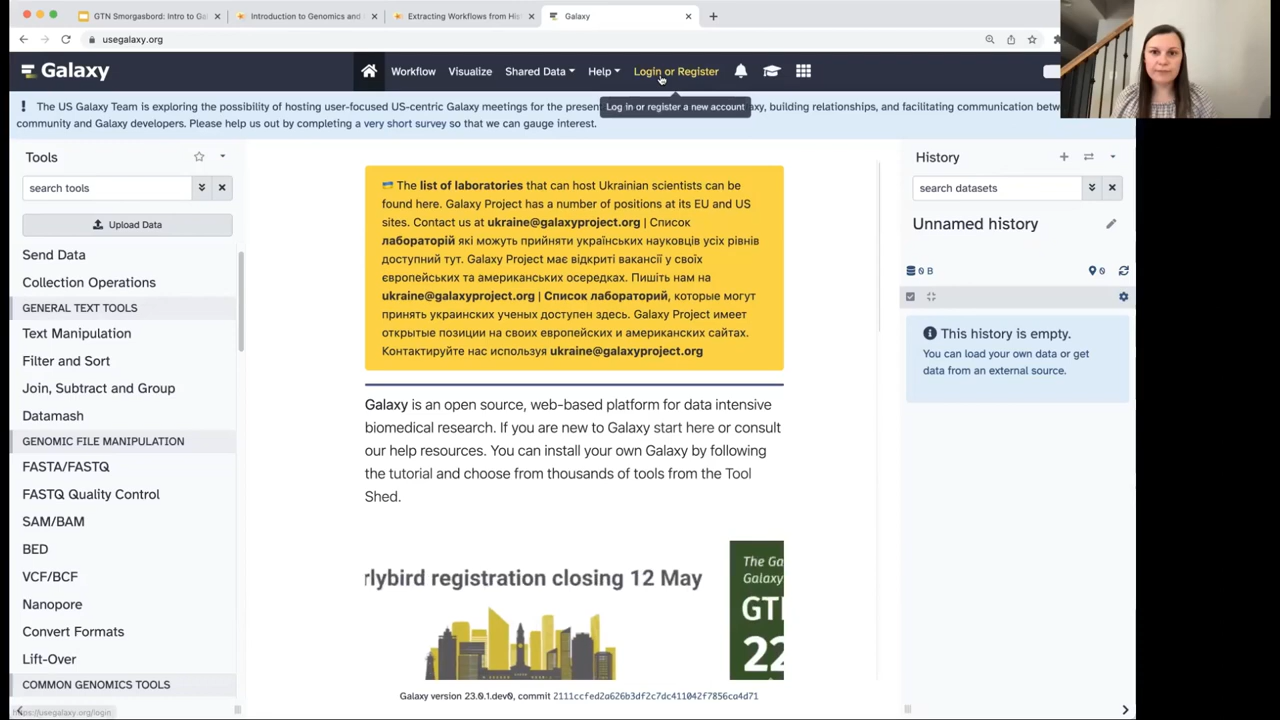 GTN Smorgasbord: Intro to Ga
Introduction to Genomics and
Extracting Workflows from His
Galaxy
usegalaxy.org
Galaxy
Workflow
Visualize
Shared Data
Help
Login or Register
Log in or register a new account
The US Galaxy Team is exploring the possibility of hosting user-focused US-centric Galaxy meetings for the presen
axy, building relationships, and facilitating communication betw
community and Galaxy developers. Please help us out by completing a very short survey so that we can gauge interest.
Tools
search tools
Upload Data
Send Data
Collection Operations
GENERAL TEXT TOOLS
Text Manipulation
Filter and Sort
Join, Subtract and Group
Datamash
GENOMIC FILE MANIPULATION
FASTA/FASTQ
FASTQ Quality Control
SAM/BAM
BED
VCF/BCF
Nanopore
Convert Formats
Lift-Over
COMMON GENOMICS TOOLS
https://usegalaxy.org/login
The list of laboratories that can host Ukrainian scientists can be
found here. Galaxy Project has a number of positions at its EU and US
sites. Contact us at ukraine@galaxyproject.org | Список
лабораторій які можуть прийняти українських науковців усіх рівнів
доступний тут. Galaxy Project має відкриті вакансії у своїх
європейських та американських осередках. Пишіть нам на
ukraine@galaxyproject.org | Список лабораторий, которые могут
принять украинских ученых доступен здесь. Galaxy Project имеет
открытые позиции на своих европейских и американских сайтах.
Контактируйте нас используя ukraine@galaxyproject.org
Galaxy is an open source, web-based platform for data intensive
biomedical research. If you are new to Galaxy start here or consult
our help resources. You can install your own Galaxy by following
the tutorial and choose from thousands of tools from the Tool
Shed.
rlybird registration closing 12 May
The Ga
Galaxy
GTN
22
Galaxy version 23.0.1.dev0, commit 2111ccfed2a626b3df2c7dc411042f7856ca4d71
History
search datasets
Unnamed history
0 B
0
This history is empty.
You can load your own data or get
data from an external source.